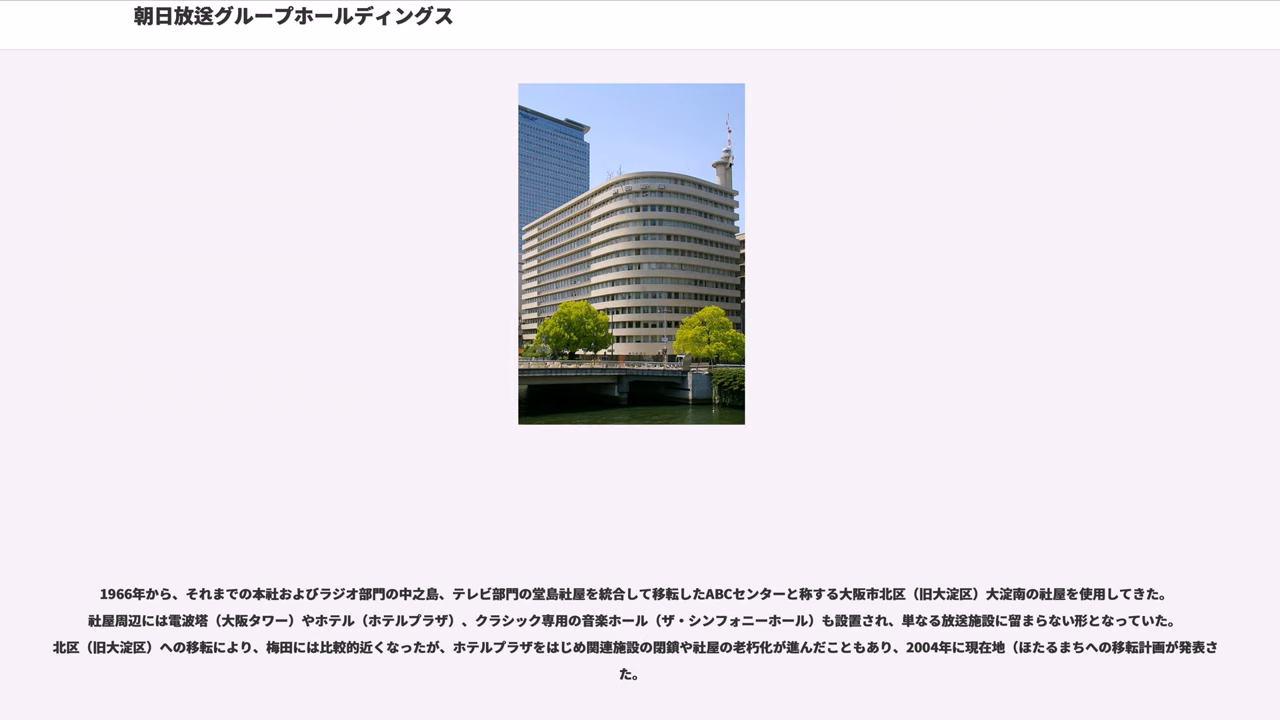 朝日放送グループホールディングス
1966年から、それまでの本社およびラジオ部門の中之島、テレビ部門の堂島社屋を統合して移転したABCセンターと称する大阪市北区（旧大淀区）大淀南の社屋を使用してきた。
社屋周辺には電波塔（大阪タワー）やホテル（ホテルプラザ）、クラシック専用の音楽ホール（ザ・シンフォニーホール）も設置され、単なる放送施設に留まらない形となっていた。
北区（旧大淀区）への移転により、梅田には比較的近くなったが、ホテルプラザをはじめ関連施設の閉鎖や社屋の老朽化が進んだこともあり、2004年に現在地（ほたるまちへの移転計画が発表さ
た。